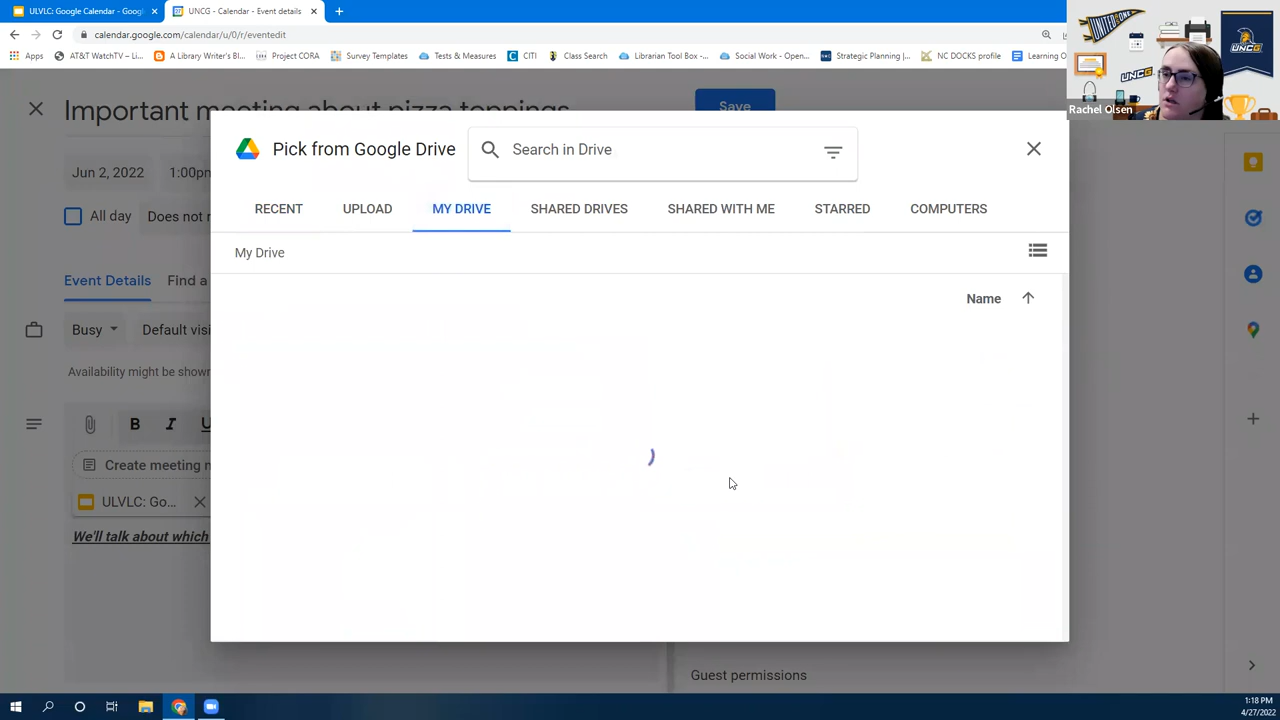 ULVLC: Google Calendar - Googl
UNCG - Calendar - Event details
calendar.google.com/calendar/u/0/r/eventedit
Apps
AT&T WatchTV – L...
A Library Writer's Bl...
Project CORA
Survey Templates
Tests & Measures
CITI
Class Search
Librarian Tool Box -...
Social Work - Open...
Strategic Planning |...
NC DOCKS profile
Learning O
UNITED AS ONE
UNCG
UNCG
Rachel Olsen
Important meeting about pizza toppings
Save
Jun 2, 2022 1:00pm
All day
Event Details
Find a
Busy
Default visi
Availability might be shown
B I U
Create meeting n
ULVLC: Go...
We'll talk about which
Pick from Google Drive
Search in Drive
RECENT
UPLOAD
MY DRIVE
SHARED DRIVES
SHARED WITH ME
STARRED
COMPUTERS
My Drive
Name
Guest permissions
1:18 PM
4/27/2022